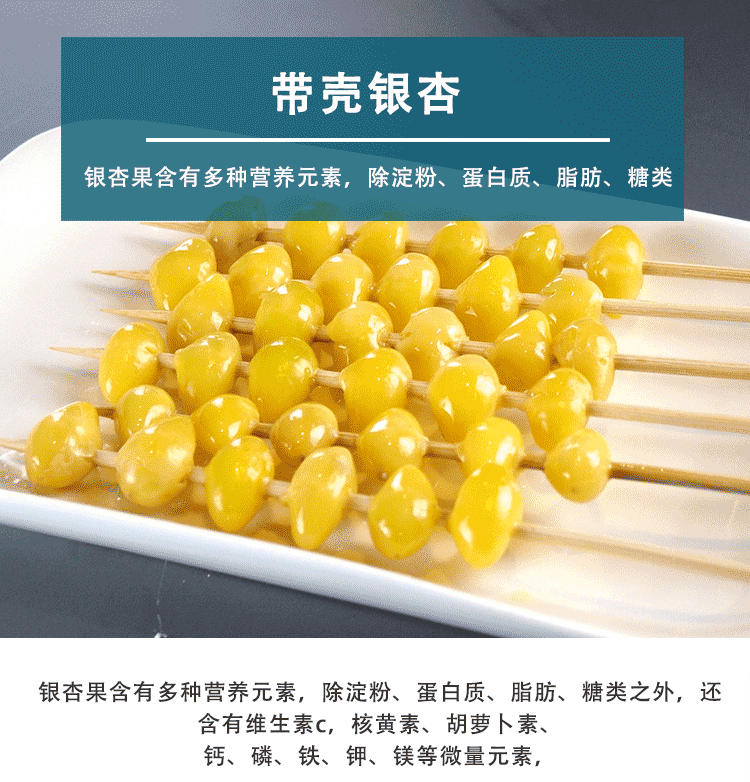 带壳银杏
银杏果含有多种营养元素，除淀粉、蛋白质、脂肪、糖类
银杏果含有多种营养元素，除淀粉、蛋白质、脂肪、糖类之外，还
含有维生素c，核黄素、胡萝卜素、
钙、磷、铁、钾、镁等微量元素，